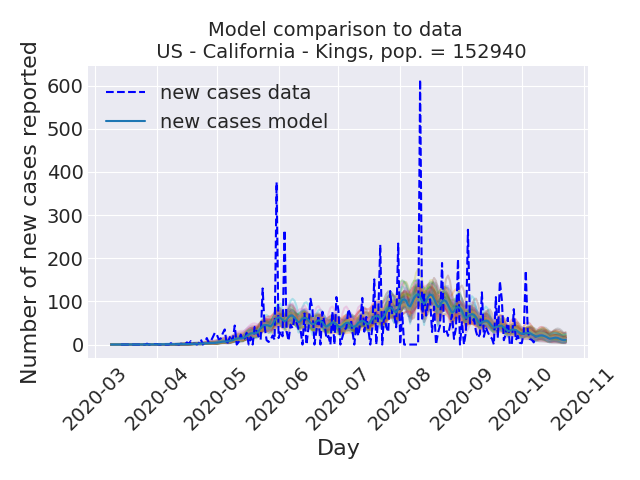 Model comparison to data
US - California - Kings, pop. = 152940
Number of new cases reported
600
500
400
300
200
100
0
new cases data
new cases model
2020-03
2020-04
2020-05
2020-06
2020-07
2020-08
2020-09
2020-10
2020-11
Day